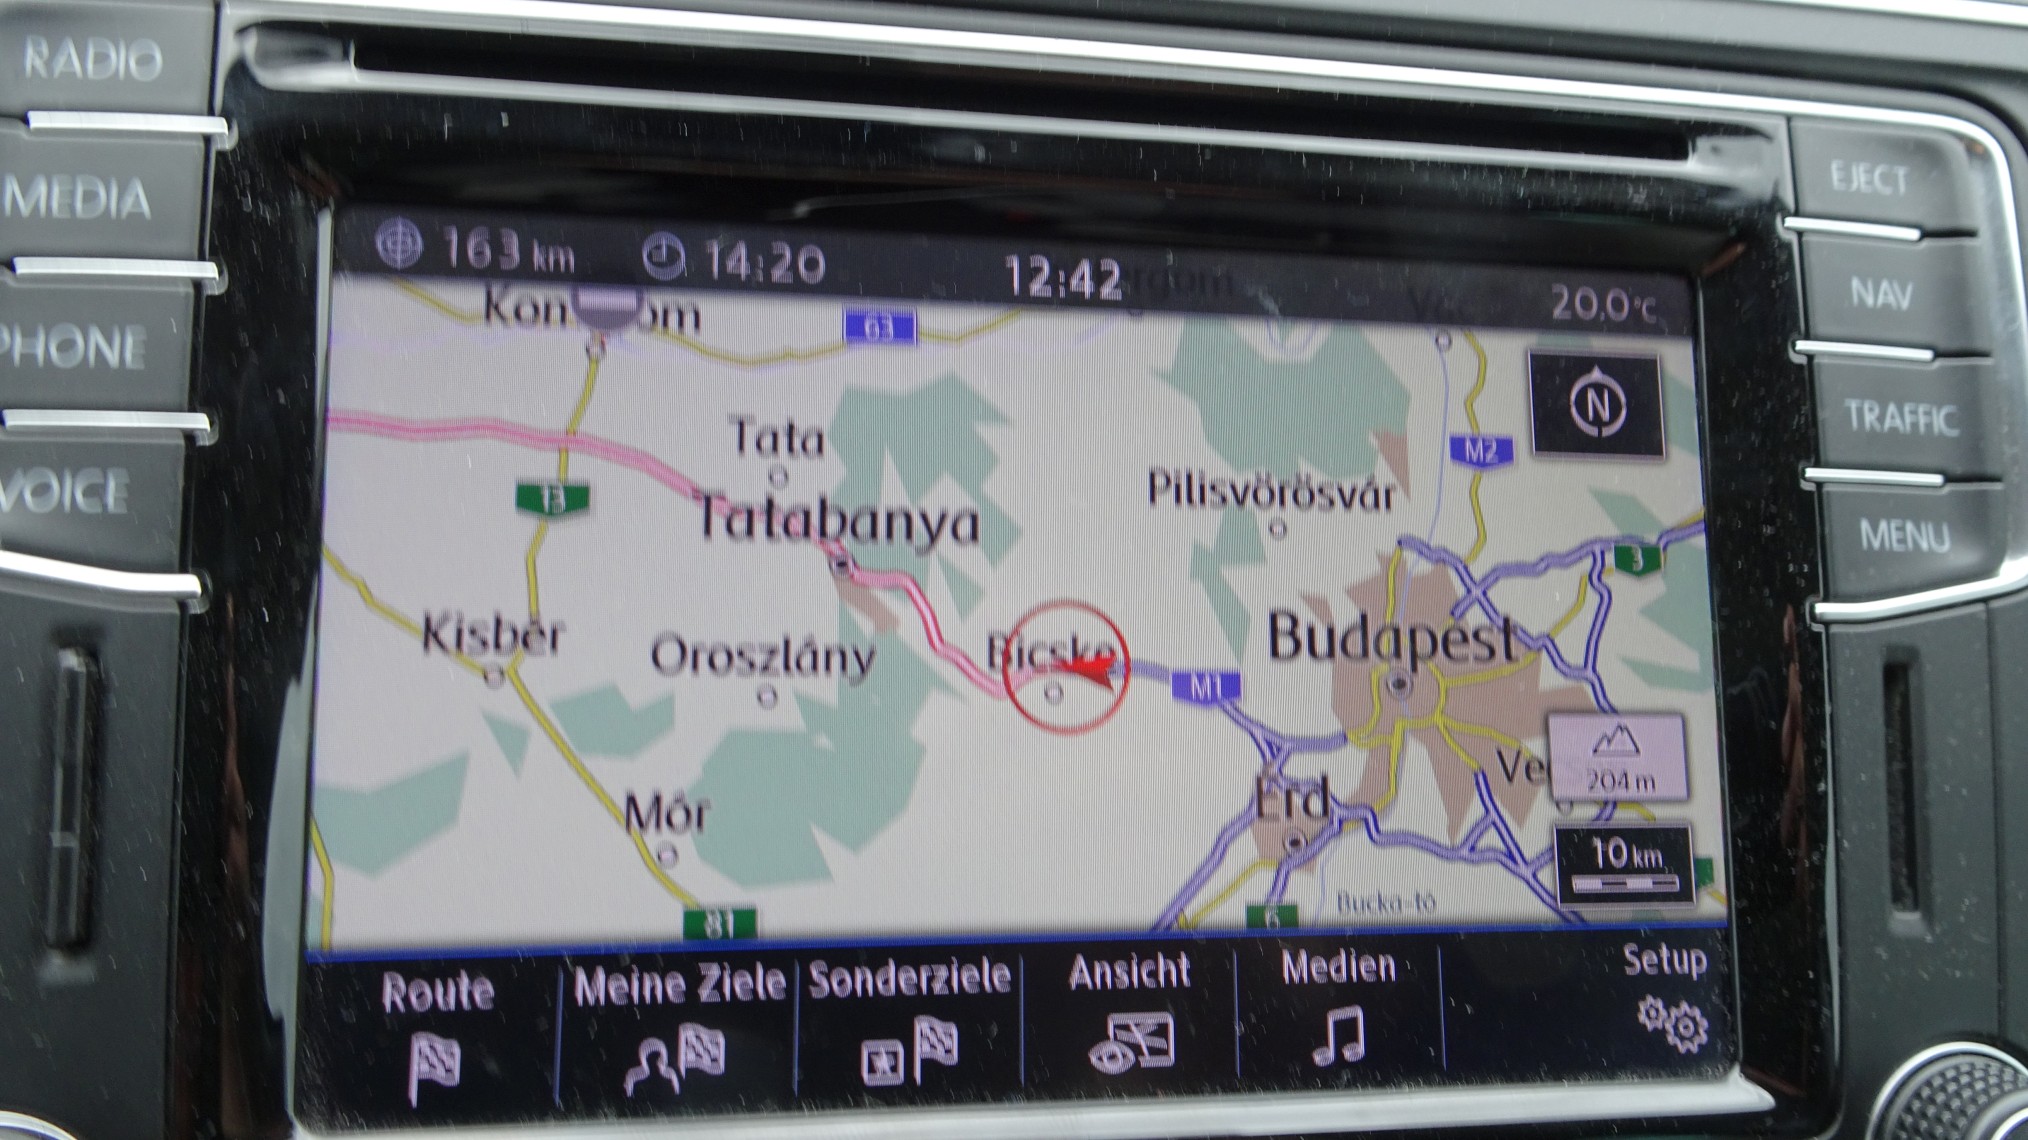 RADIO
MEDIA
PHONE
VOICE
EJECT
NAV
TRAFFIC
MENU
163 km
14:20
12:42
20.0°C
63
N
Tata
M2
13
Tatabanya
Pilisvörösvár
3
Kisbér
Oroszlány
Bicske
M1
Budapest
204 m
Mór
Érd
10 km
81
6
Route
Meine Ziele
Sonderziele
Ansicht
Medien
Setup